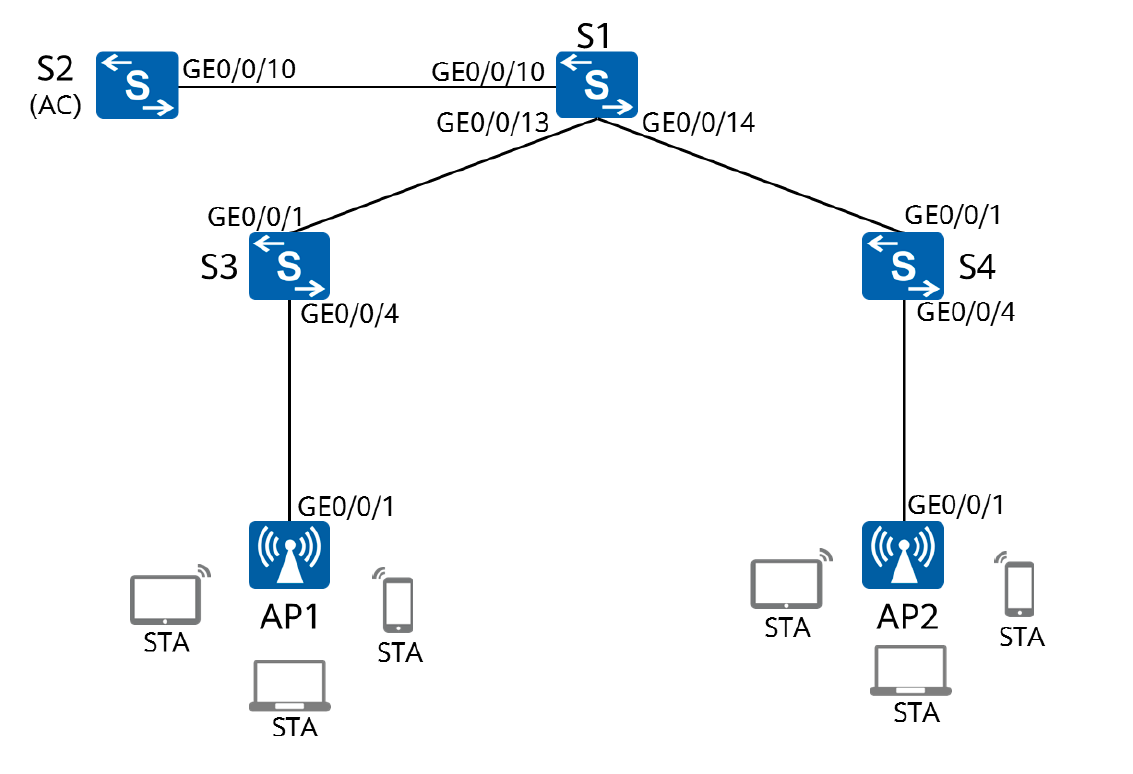 S1
S2
(AC)
S
GE0/0/10
GE0/0/10
S
GE0/0/13
GE0/0/14
GE0/0/1
GE0/0/1
S3
S
S
S4
GE0/0/4
GE0/0/4
GE0/0/1
GE0/0/1
AP1
AP2
STA
STA
STA
STA
STA
STA